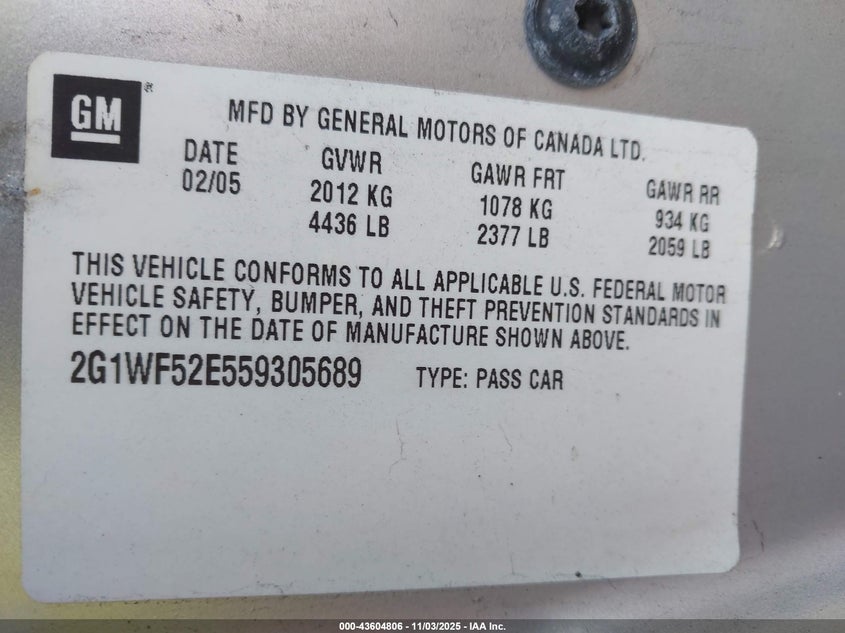 GM®
MFD BY GENERAL MOTORS OF CANADA LTD.
DATE GVWR GAWR FRT GAWR RR
02/05 2012 KG 1078 KG 934 KG
4436 LB 2377 LB 2059 LB
THIS VEHICLE CONFORMS TO ALL APPLICABLE U.S. FEDERAL MOTOR
VEHICLE SAFETY, BUMPER, AND THEFT PREVENTION STANDARDS IN
EFFECT ON THE DATE OF MANUFACTURE SHOWN ABOVE.
2G1WF52E559305689 TYPE: PASS CAR
000-43604806 - 11/03/2025 - IAA Inc.